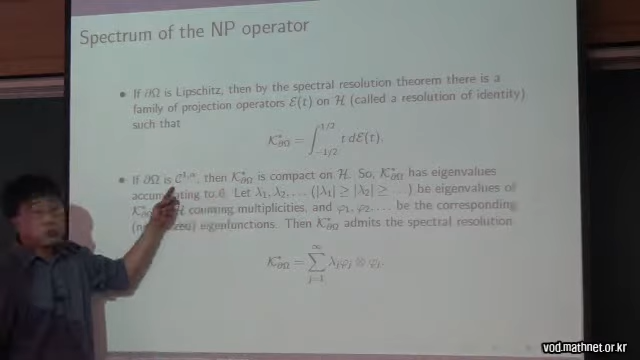 Spectrum of the NP operator
• If ∂Ω is Lipschitz, then by the spectral resolution theorem there is a
family of projection operators ℰ(t) on ℋ (called a resolution of identity)
such that
𝒦*∂Ω = ∫_{-1/2}^{1/2} t dℰ(t).
• If ∂Ω is 𝒞^{1,α}, then 𝒦*∂Ω is compact on ℋ. So, 𝒦*∂Ω has eigenvalues
accumulating to 0. Let λ₁, λ₂, … (|λ₁| ≥ |λ₂| ≥ …) be eigenvalues of
𝒦*∂Ω counting multiplicities, and φ₁, φ₂, … be the corresponding
eigenfunctions. Then 𝒦*∂Ω admits the spectral resolution
𝒦*∂Ω = ∑_{j=1}^{∞} λⱼφⱼ ⊗ φⱼ.
vod.mathnet.or.kr